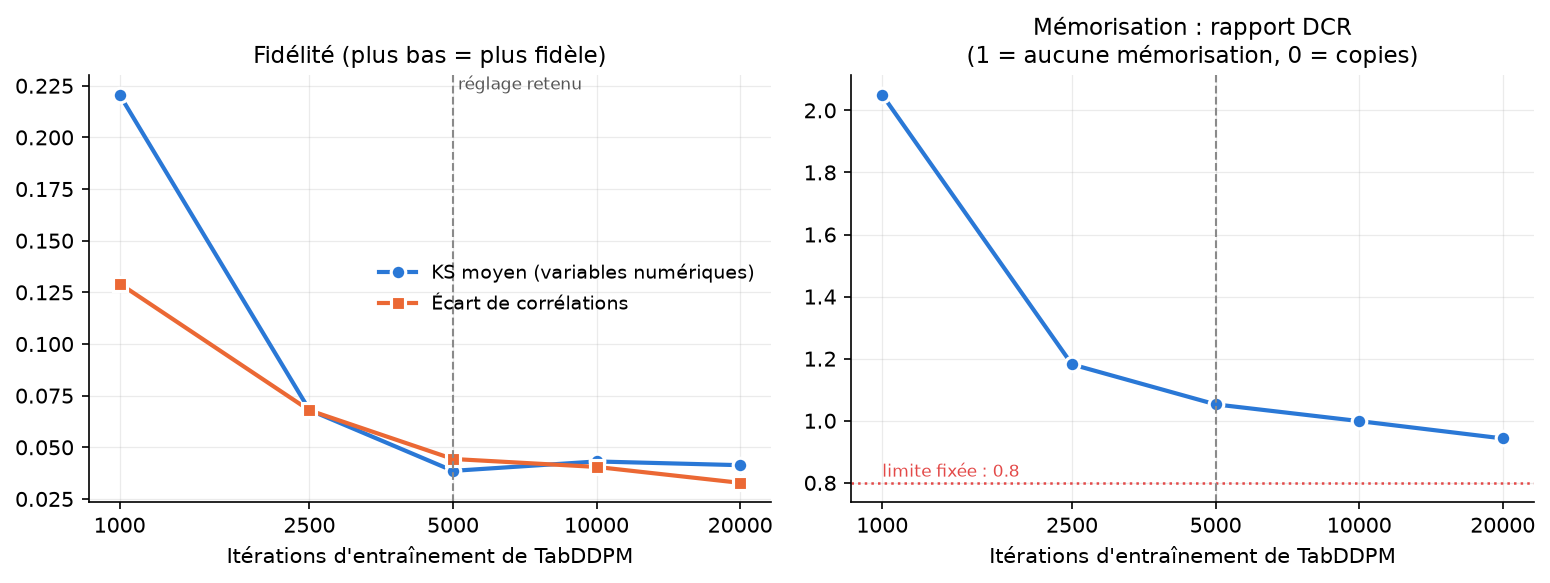 Fidélité (plus bas = plus fidèle)
réglage retenu
0.225
0.200
0.175
0.150
0.125
0.100
0.075
0.050
0.025
KS moyen (variables numériques)
Écart de corrélations
1000 2500 5000 10000 20000
Itérations d'entraînement de TabDDPM
Mémorisation : rapport DCR
(1 = aucune mémorisation, 0 = copies)
2.0
1.8
1.6
1.4
1.2
1.0
0.8
limite fixée : 0.8
1000 2500 5000 10000 20000
Itérations d'entraînement de TabDDPM